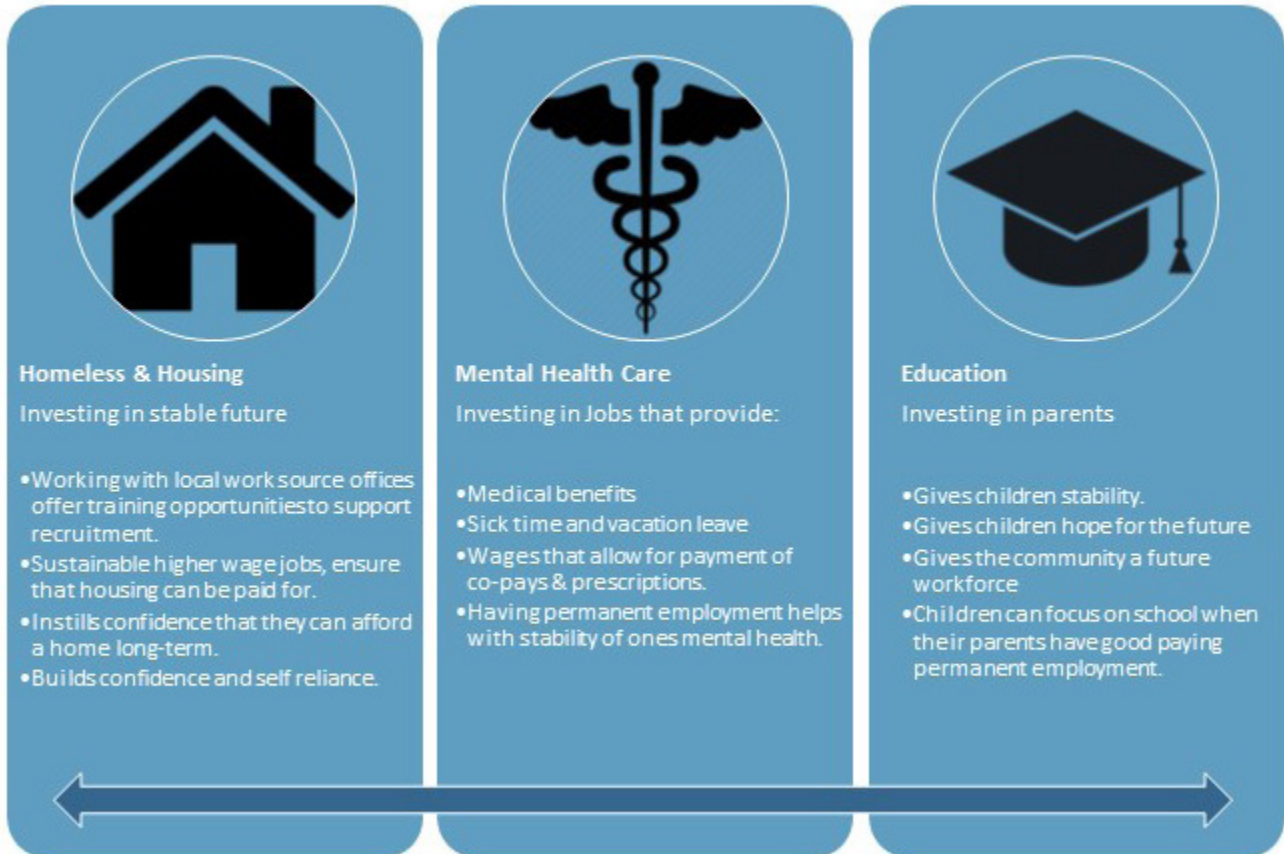 Homeless & Housing
Investing in stable future
•Working with local work source offices
offer training opportunities to support
recruitment.
•Sustainable higher wage jobs, ensure
that housing can be paid for.
•Instills confidence that they can afford
a home long-term.
•Builds confidence and self reliance.
Mental Health Care
Investing in Jobs that provide:
•Medical benefits
•Sick time and vacation leave
•Wages that allow for payment of
co-pays & prescriptions.
•Having permanent employment helps
with stability of ones mental health.
Education
Investing in parents
•Gives children stability.
•Gives children hope for the future
•Gives the community a future
workforce
•Children can focus on school when
their parents have good paying
permanent employment.